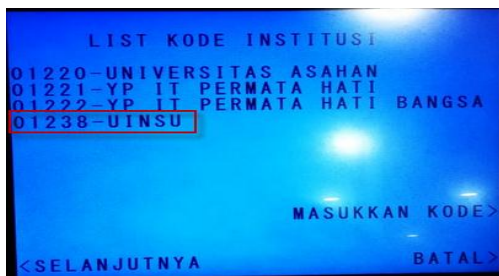 LIST KODE INSTITUSI
01220-UNIVERSITAS ASAHAN
01221-YP IT PERMATA HATI
01222-YP IT PERMATA HATI BANGSA
01238-UINSU
MASUKKAN KODE>
<SELANJUTNYA
BATAL>